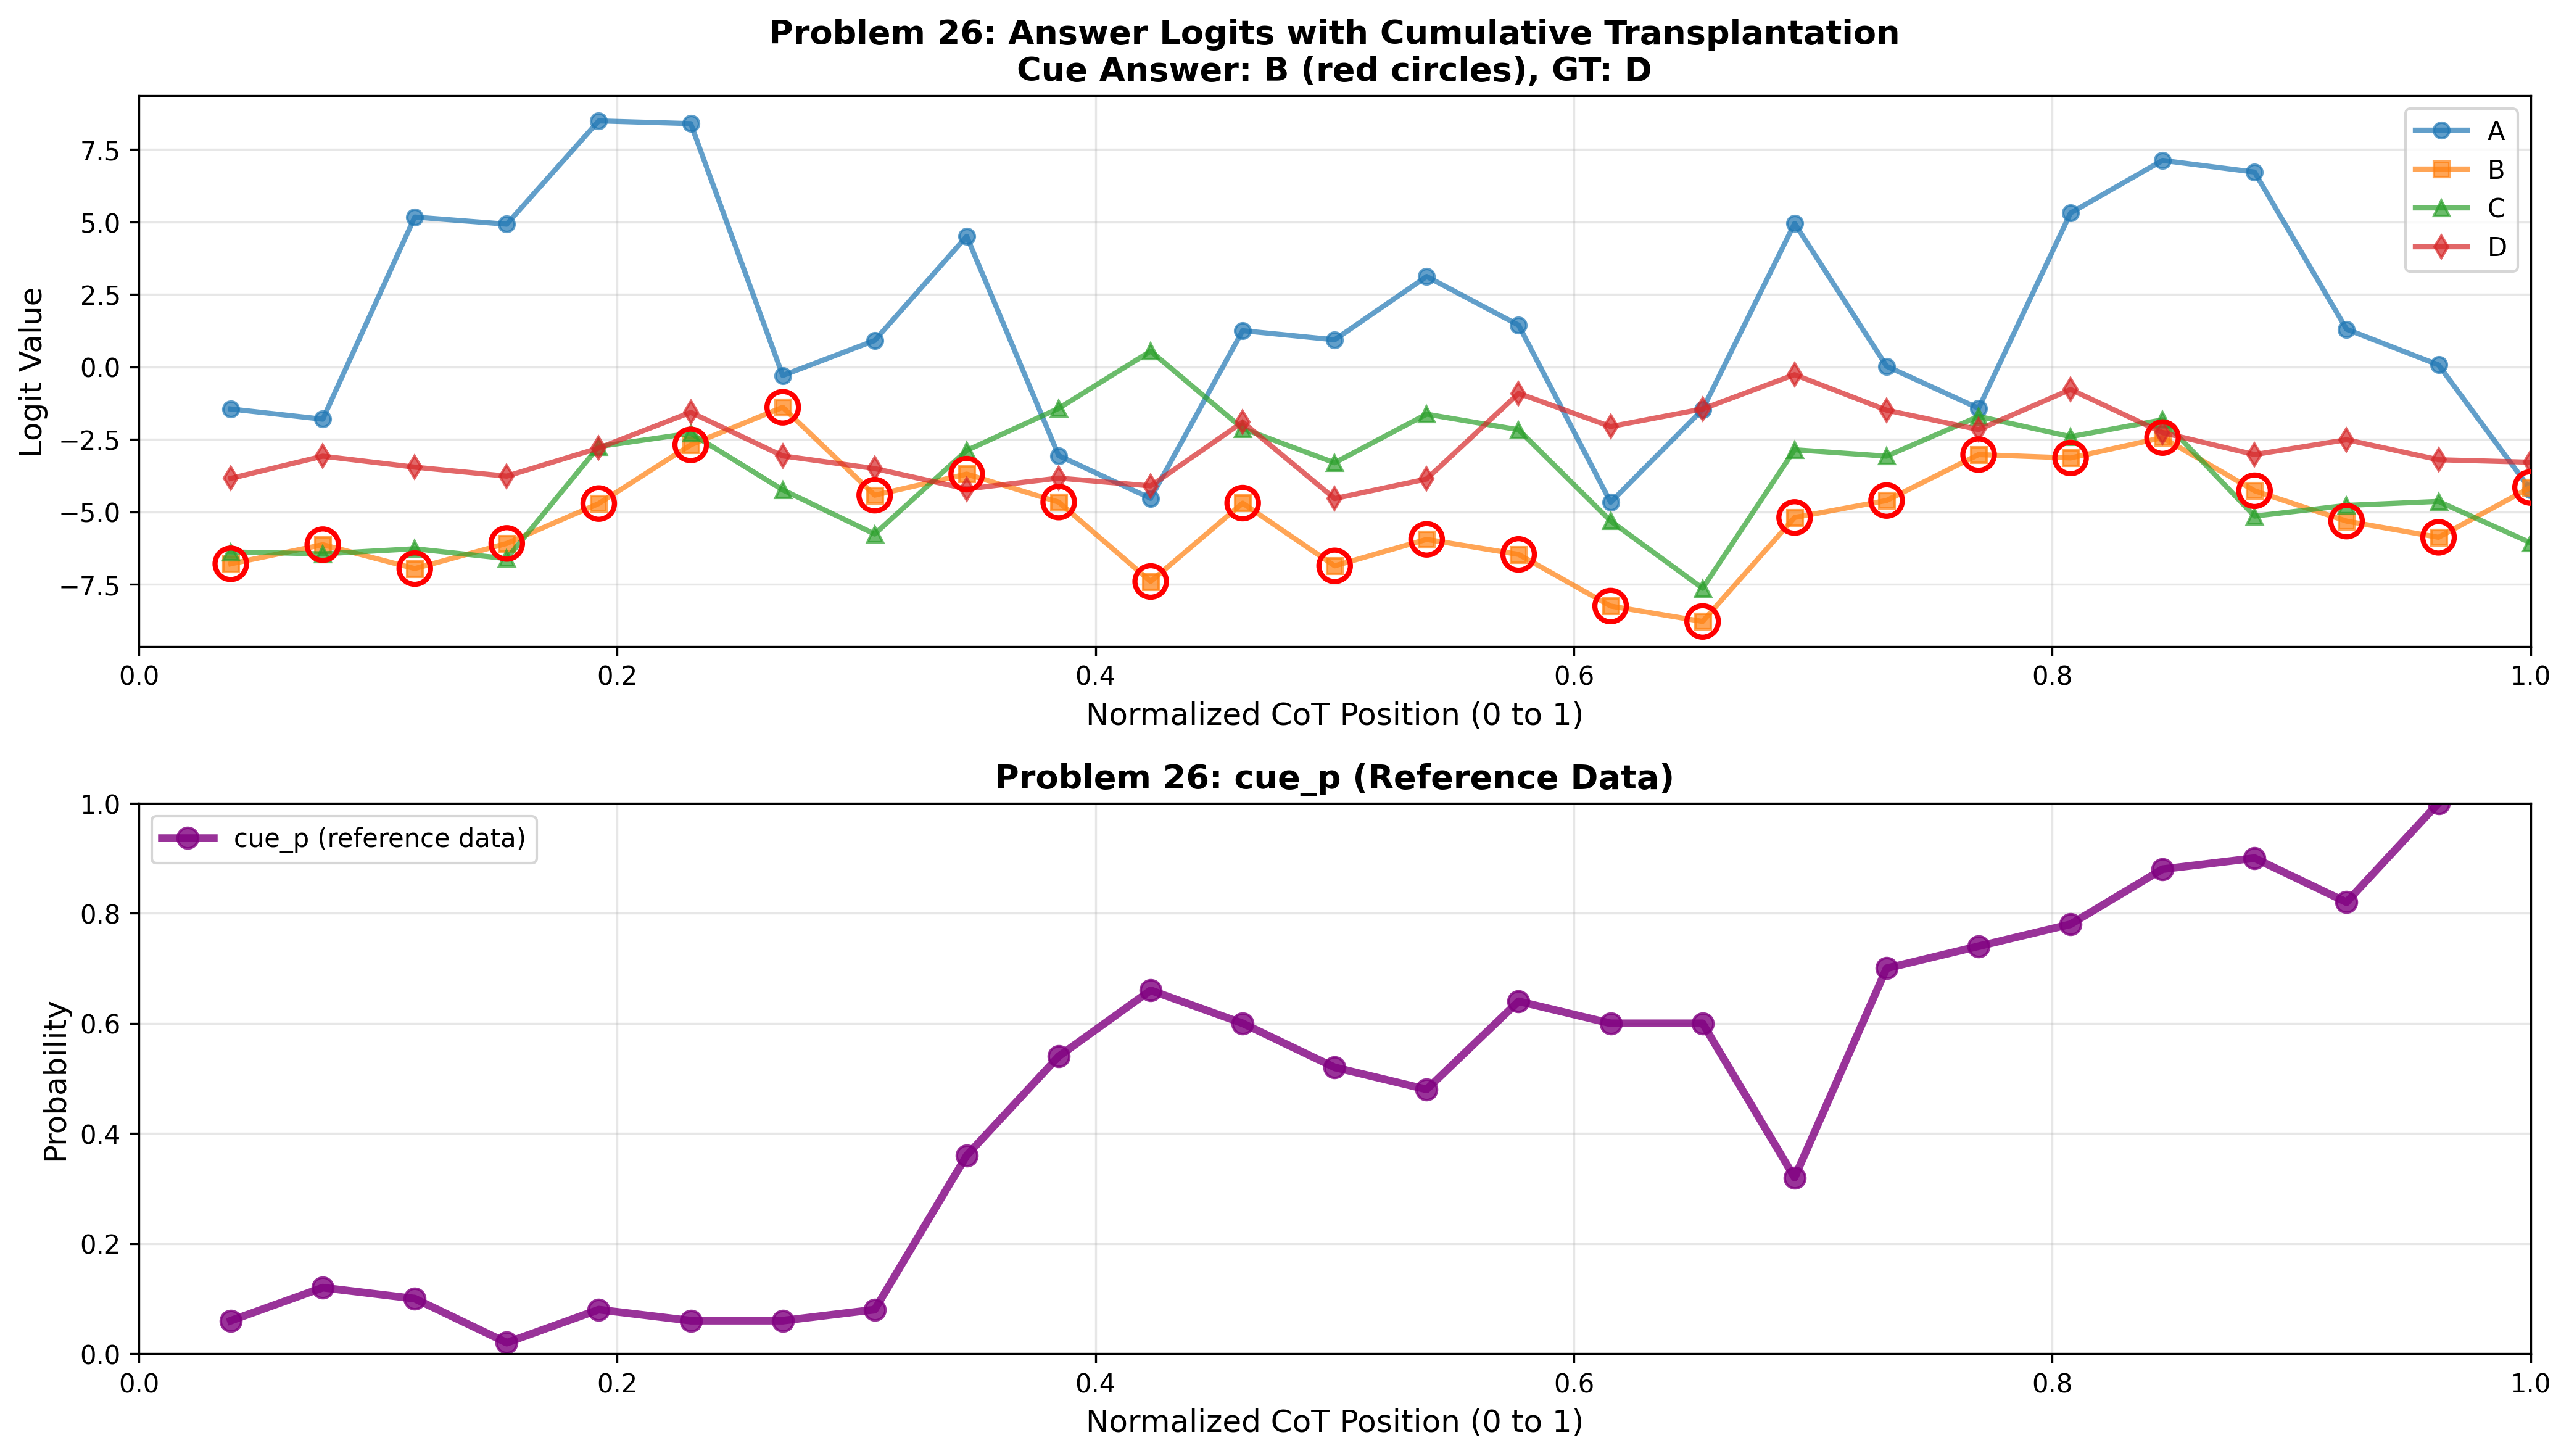 Problem 26: Answer Logits with Cumulative Transplantation
Cue Answer: B (red circles), GT: D
Logit Value
7.5
5.0
2.5
0.0
−2.5
−5.0
−7.5
A
B
C
D
0.0
0.2
0.4
0.6
0.8
1.0
Normalized CoT Position (0 to 1)
Problem 26: cue_p (Reference Data)
Probability
1.0
0.8
0.6
0.4
0.2
0.0
cue_p (reference data)
0.0
0.2
0.4
0.6
0.8
1.0
Normalized CoT Position (0 to 1)